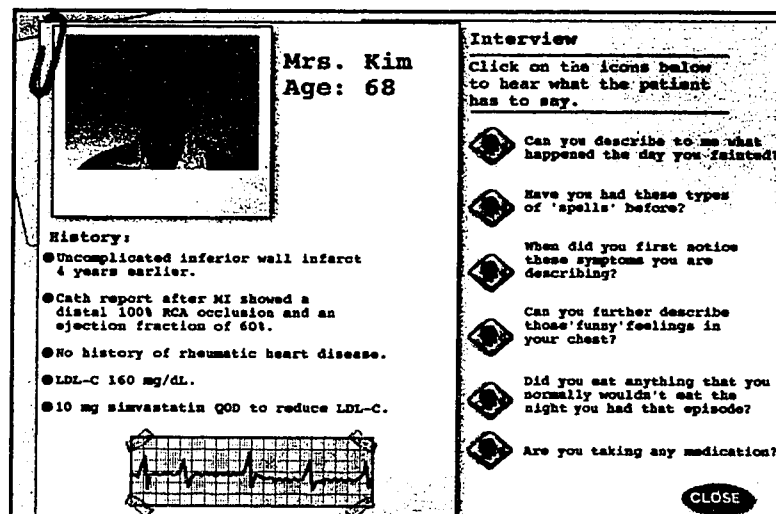 Mrs. Kim
Age: 68
History:
Uncomplicated inferior wall infarct
4 years earlier.
Cath report after MI showed a
distal 100% RCA occlusion and an
ejection fraction of 60%.
No history of rheumatic heart disease.
LDL-C 160 mg/dL.
10 mg simvastatin QOD to reduce LDL-C.
Interview
Click on the icons below
to hear what the patient
has to say.
Can you describe to me what
happened the day you fainted?
Have you had these types
of 'spells' before?
When did you first notice
these symptoms you are
describing?
Can you further describe
those'funny'feelings in
your chest?
Did you eat anything that you
normally wouldn't eat the
night you had that episode?
Are you taking any medication?
CLOSE